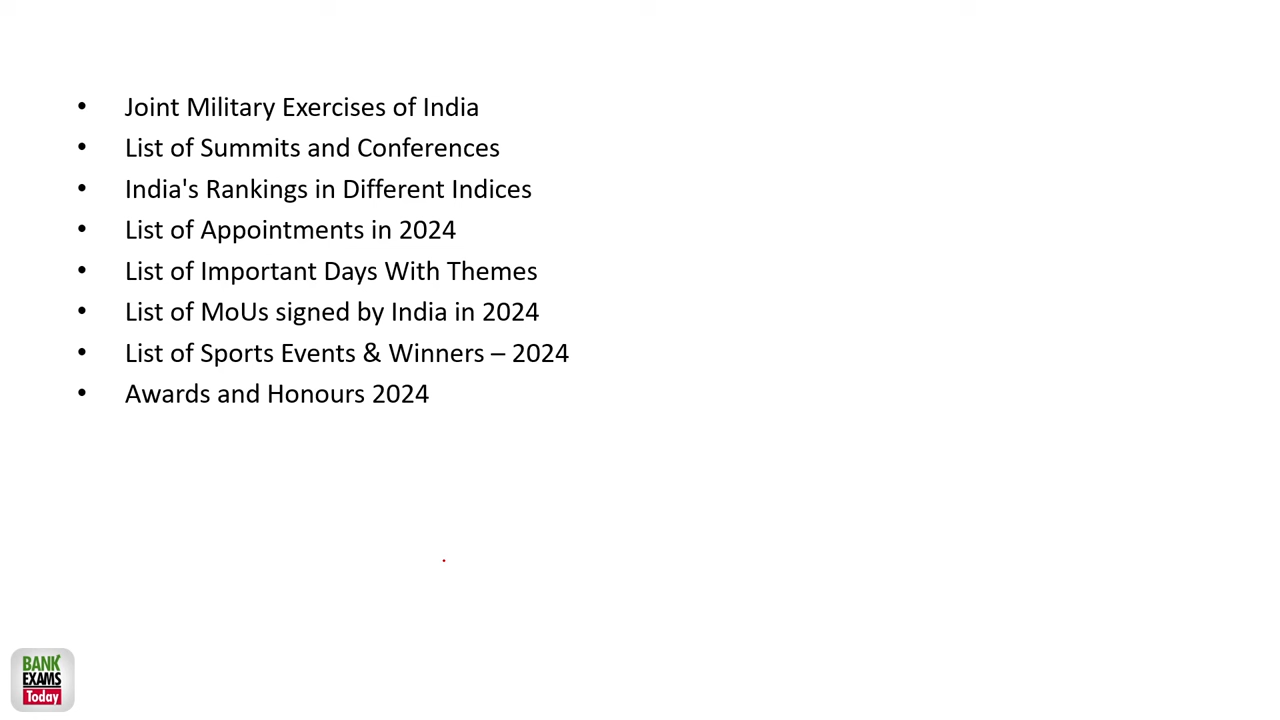 • Joint Military Exercises of India
• List of Summits and Conferences
• India's Rankings in Different Indices
• List of Appointments in 2024
• List of Important Days With Themes
• List of MoUs signed by India in 2024
• List of Sports Events & Winners – 2024
• Awards and Honours 2024
BANK
EXAMS
Today